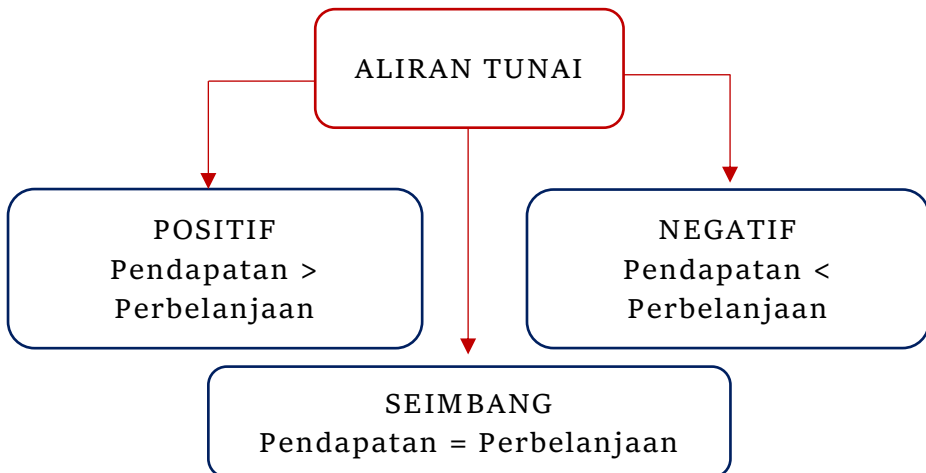 ALIRAN TUNAI
POSITIF
Pendapatan >
Perbelanjaan
NEGATIF
Pendapatan <
Perbelanjaan
SEIMBANG
Pendapatan = Perbelanjaan